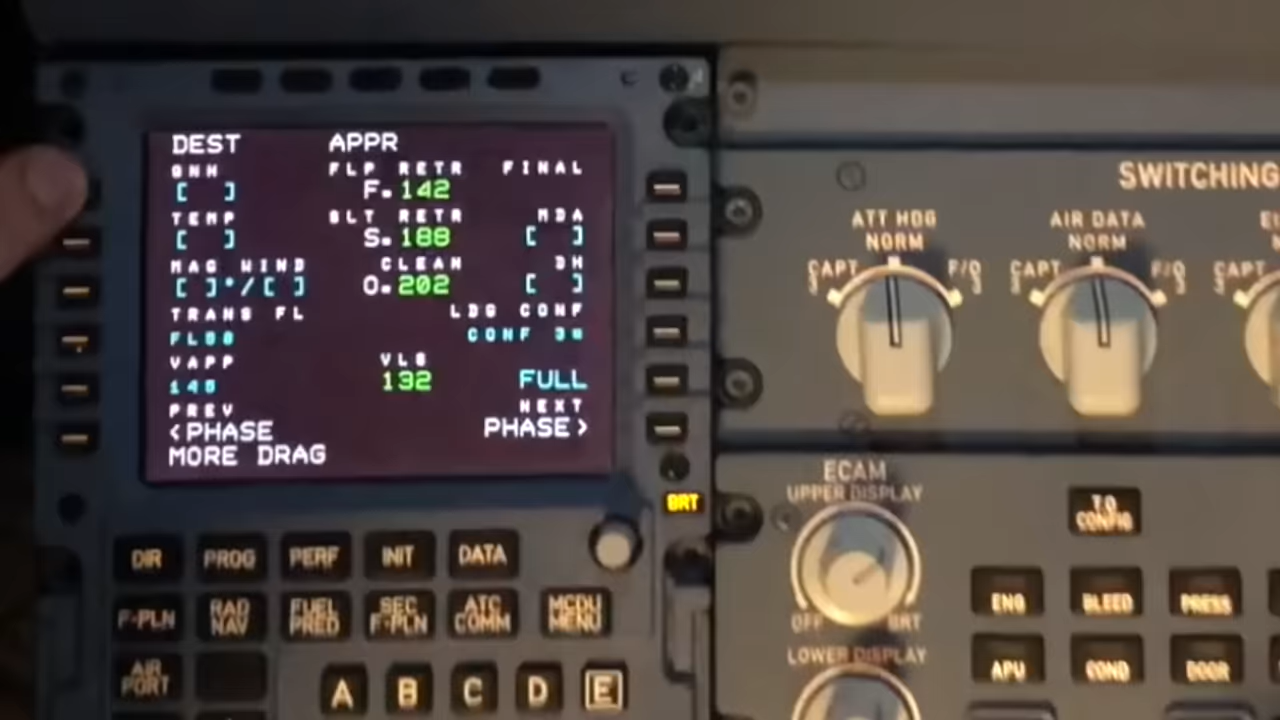 DEST APPR
QNH FLP RETR FINAL
[ ] F=142
TEMP SLT RETR MDA
[ ] S=188 [ ]
MAG WIND CLEAN DH
[ ]°/[ ] O=202 [ ]
TRANS FL LDG CONF
CONF 3*
VAPP VLS
132 FULL
PREV NEXT
<PHASE PHASE>
MORE DRAG
BRT
DIR PROG PERF INIT DATA
F-PLN RAD NAV FUEL PRED SEC F-PLN ATC COMM MCDU MENU
AIR PORT
A B C D E
SWITCHING
ATT HDG AIR DATA
NORM NORM
CAPT 3 F/O 3 CAPT 3 F/O 3 CAPT 3
ECAM
UPPER DISPLAY
T.O CONFIG
OFF BRT
ENG BLEED PRESS
LOWER DISPLAY
APU COND DOOR